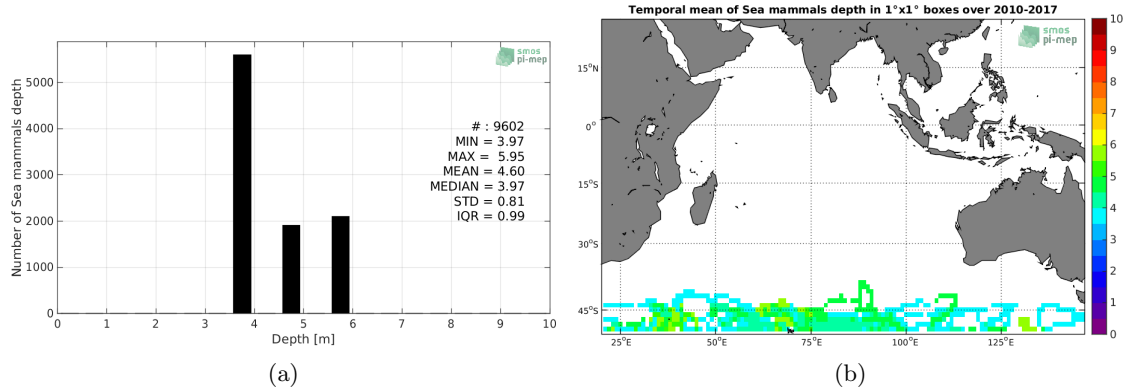 smos
pi-mep
Number of Sea mammals depth
5000
4000
3000
2000
1000
0
# : 9602
MIN = 3.97
MAX = 5.95
MEAN = 4.60
MEDIAN = 3.97
STD = 0.81
IQR = 0.99
0 1 2 3 4 5 6 7 8 9 10
Depth [m]
(a)
Temporal mean of Sea mammals depth in 1°x1° boxes over 2010-2017
smos
pi-mep
15°N
0°
15°S
30°S
45°S
25°E 50°E 75°E 100°E 125°E
10
9
8
7
6
5
4
3
2
1
0
(b)